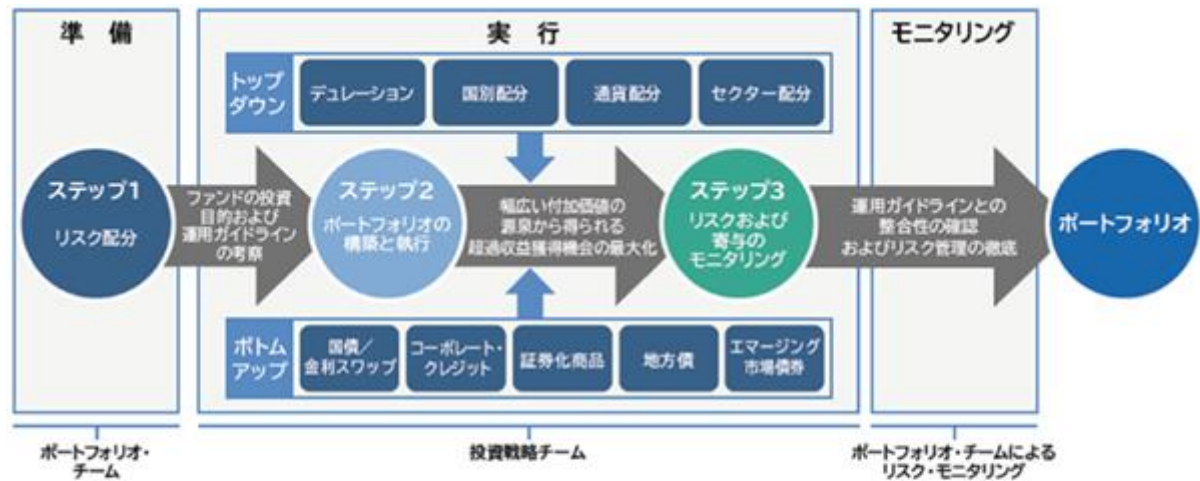 準 備
実 行
モニタリング
トップ
ダウン
デュレーション
国別配分
通貨配分
セクター配分
ステップ1
リスク配分
ファンドの投資
目的および
運用ガイドライン
の考察
ステップ2
ポートフォリオの
構築と執行
幅広い付加価値の
源泉から得られる
超過収益獲得機会の最大化
ステップ3
リスクおよび
寄与の
モニタリング
運用ガイドラインとの
整合性の確認
およびリスク管理の徹底
ポートフォリオ
ボトム
アップ
国債／
金利スワップ
コーポレート・
クレジット
証券化商品
地方債
エマージング
市場債券
ポートフォリオ・
チーム
投資戦略チーム
ポートフォリオ・チームによる
リスク・モニタリング